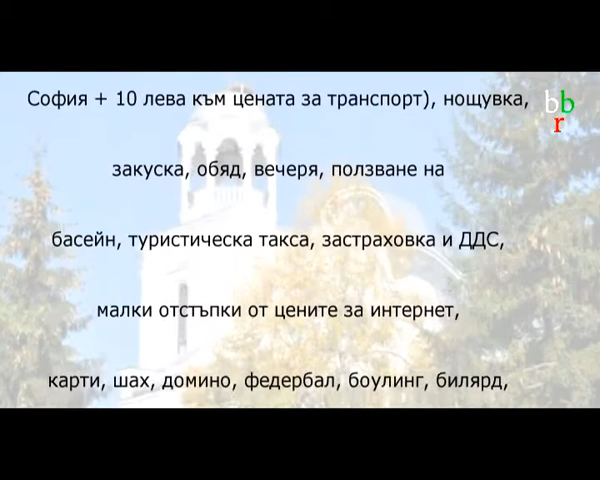 София + 10 лева към цената за транспорт), нощувка,
bb
r
закуска, обяд, вечеря, ползване на
басейн, туристическа такса, застраховка и ДДС,
малки отстъпки от цените за интернет,
карти, шах, домино, федербал, боулинг, билярд,